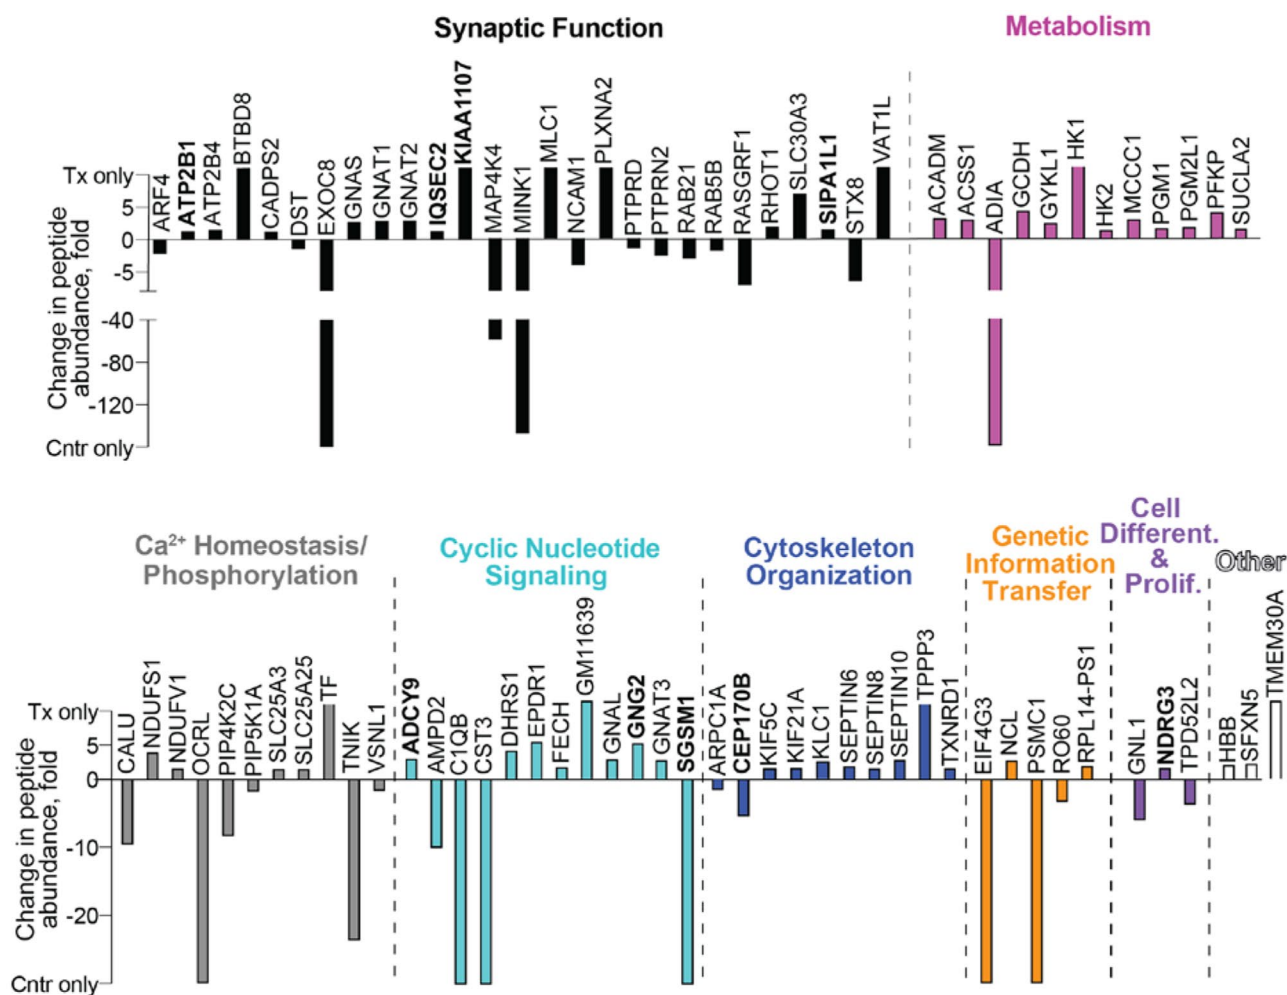 Synaptic Function
Metabolism
Change in peptide
abundance, fold
Tx only
5
0
-5
-40
-80
-120
Cntr only
ARF4
ATP2B1
ATP2B4
BTBD8
CADPS2
DST
EXOC8
GNAS
GNAT1
GNAT2
IQSEC2
KIAA1107
MAP4K4
MINK1
MLC1
NCAM1
PLXNA2
PTPRD
PTPRN2
RAB21
RAB5B
RASGRF1
RHOT1
SLC30A3
SIPA1L1
STX8
VAT1L
ACADM
ACSS1
ADIA
GCDH
GYKL1
HK1
HK2
MCCC1
PGM1
PGM2L1
PFKP
SUCLA2
Ca²⁺ Homeostasis/
Phosphorylation
Cyclic Nucleotide
Signaling
Cytoskeleton
Organization
Genetic
Information
Transfer
Cell
Different.
&
Prolif.
Other
Change in peptide
abundance, fold
Tx only
5
0
-10
-20
Cntr only
CALU
NDUFS1
NDUFV1
OCRL
PIP4K2C
PIP5K1A
SLC25A3
SLC25A25
TF
TNIK
VSNL1
ADCY9
AMPD2
C1QB
CST3
DHRS1
EPDR1
FECH
GM11639
GNAL
GNG2
GNAT3
SGSM1
ARPC1A
CEP170B
KIF5C
KIF21A
KLC1
SEPTIN6
SEPTIN8
SEPTIN10
TPPP3
TXNRD1
EIF4G3
NCL
PSMC1
RO60
RPL14-PS1
GNL1
NDRG3
TPD52L2
HBB
SFXN5
TMEM30A